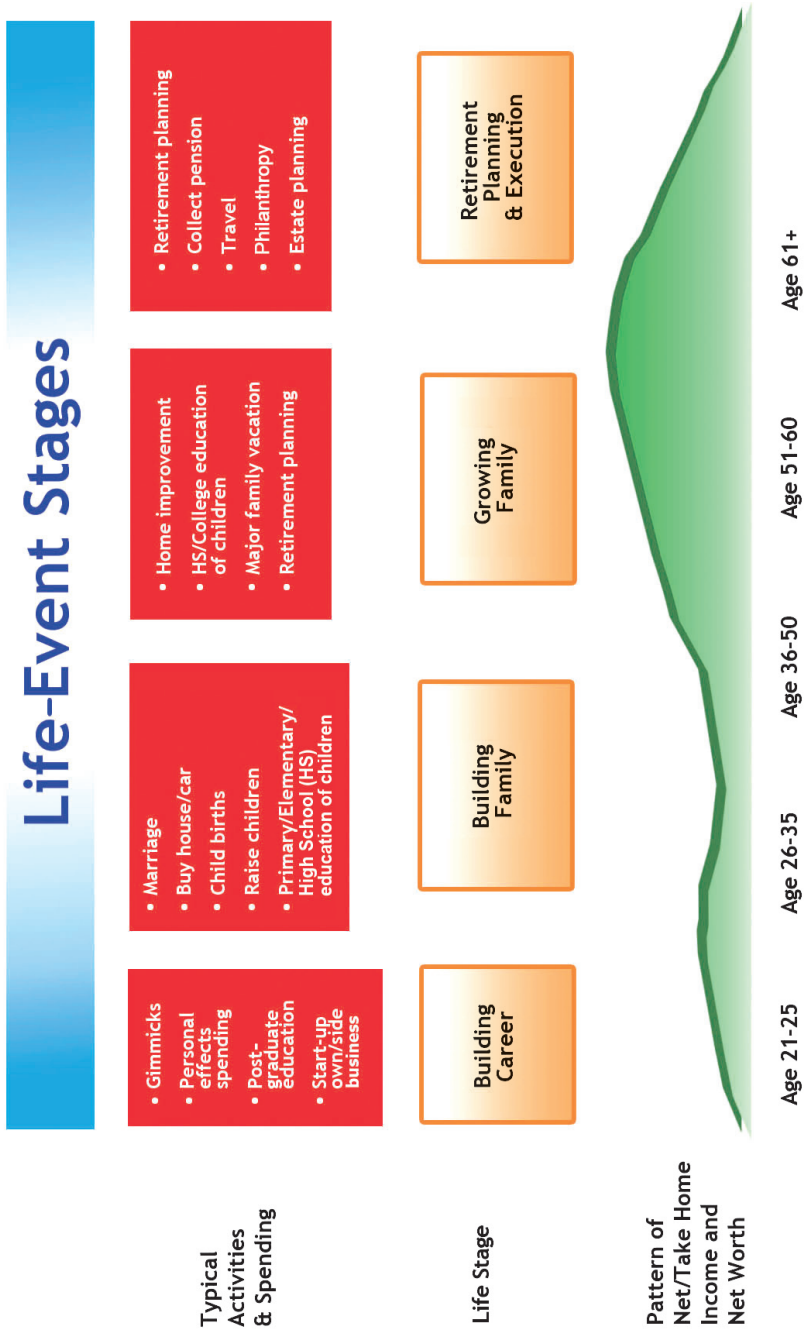 Life-Event Stages
Typical
Activities
& Spending
• Gimmicks
• Personal
effects
spending
• Post-
graduate
education
• Start-up
own/side
business
• Marriage
• Buy house/car
• Child births
• Raise children
• Primary/Elementary/
High School (HS)
education of children
• Home improvement
• HS/College education
of children
• Major family vacation
• Retirement planning
• Retirement planning
• Collect pension
• Travel
• Philanthropy
• Estate planning
Life Stage
Building
Career
Building
Family
Growing
Family
Retirement
Planning
& Execution
Pattern of
Net/Take Home
Income and
Net Worth
Age 21-25
Age 26-35
Age 36-50
Age 51-60
Age 61+